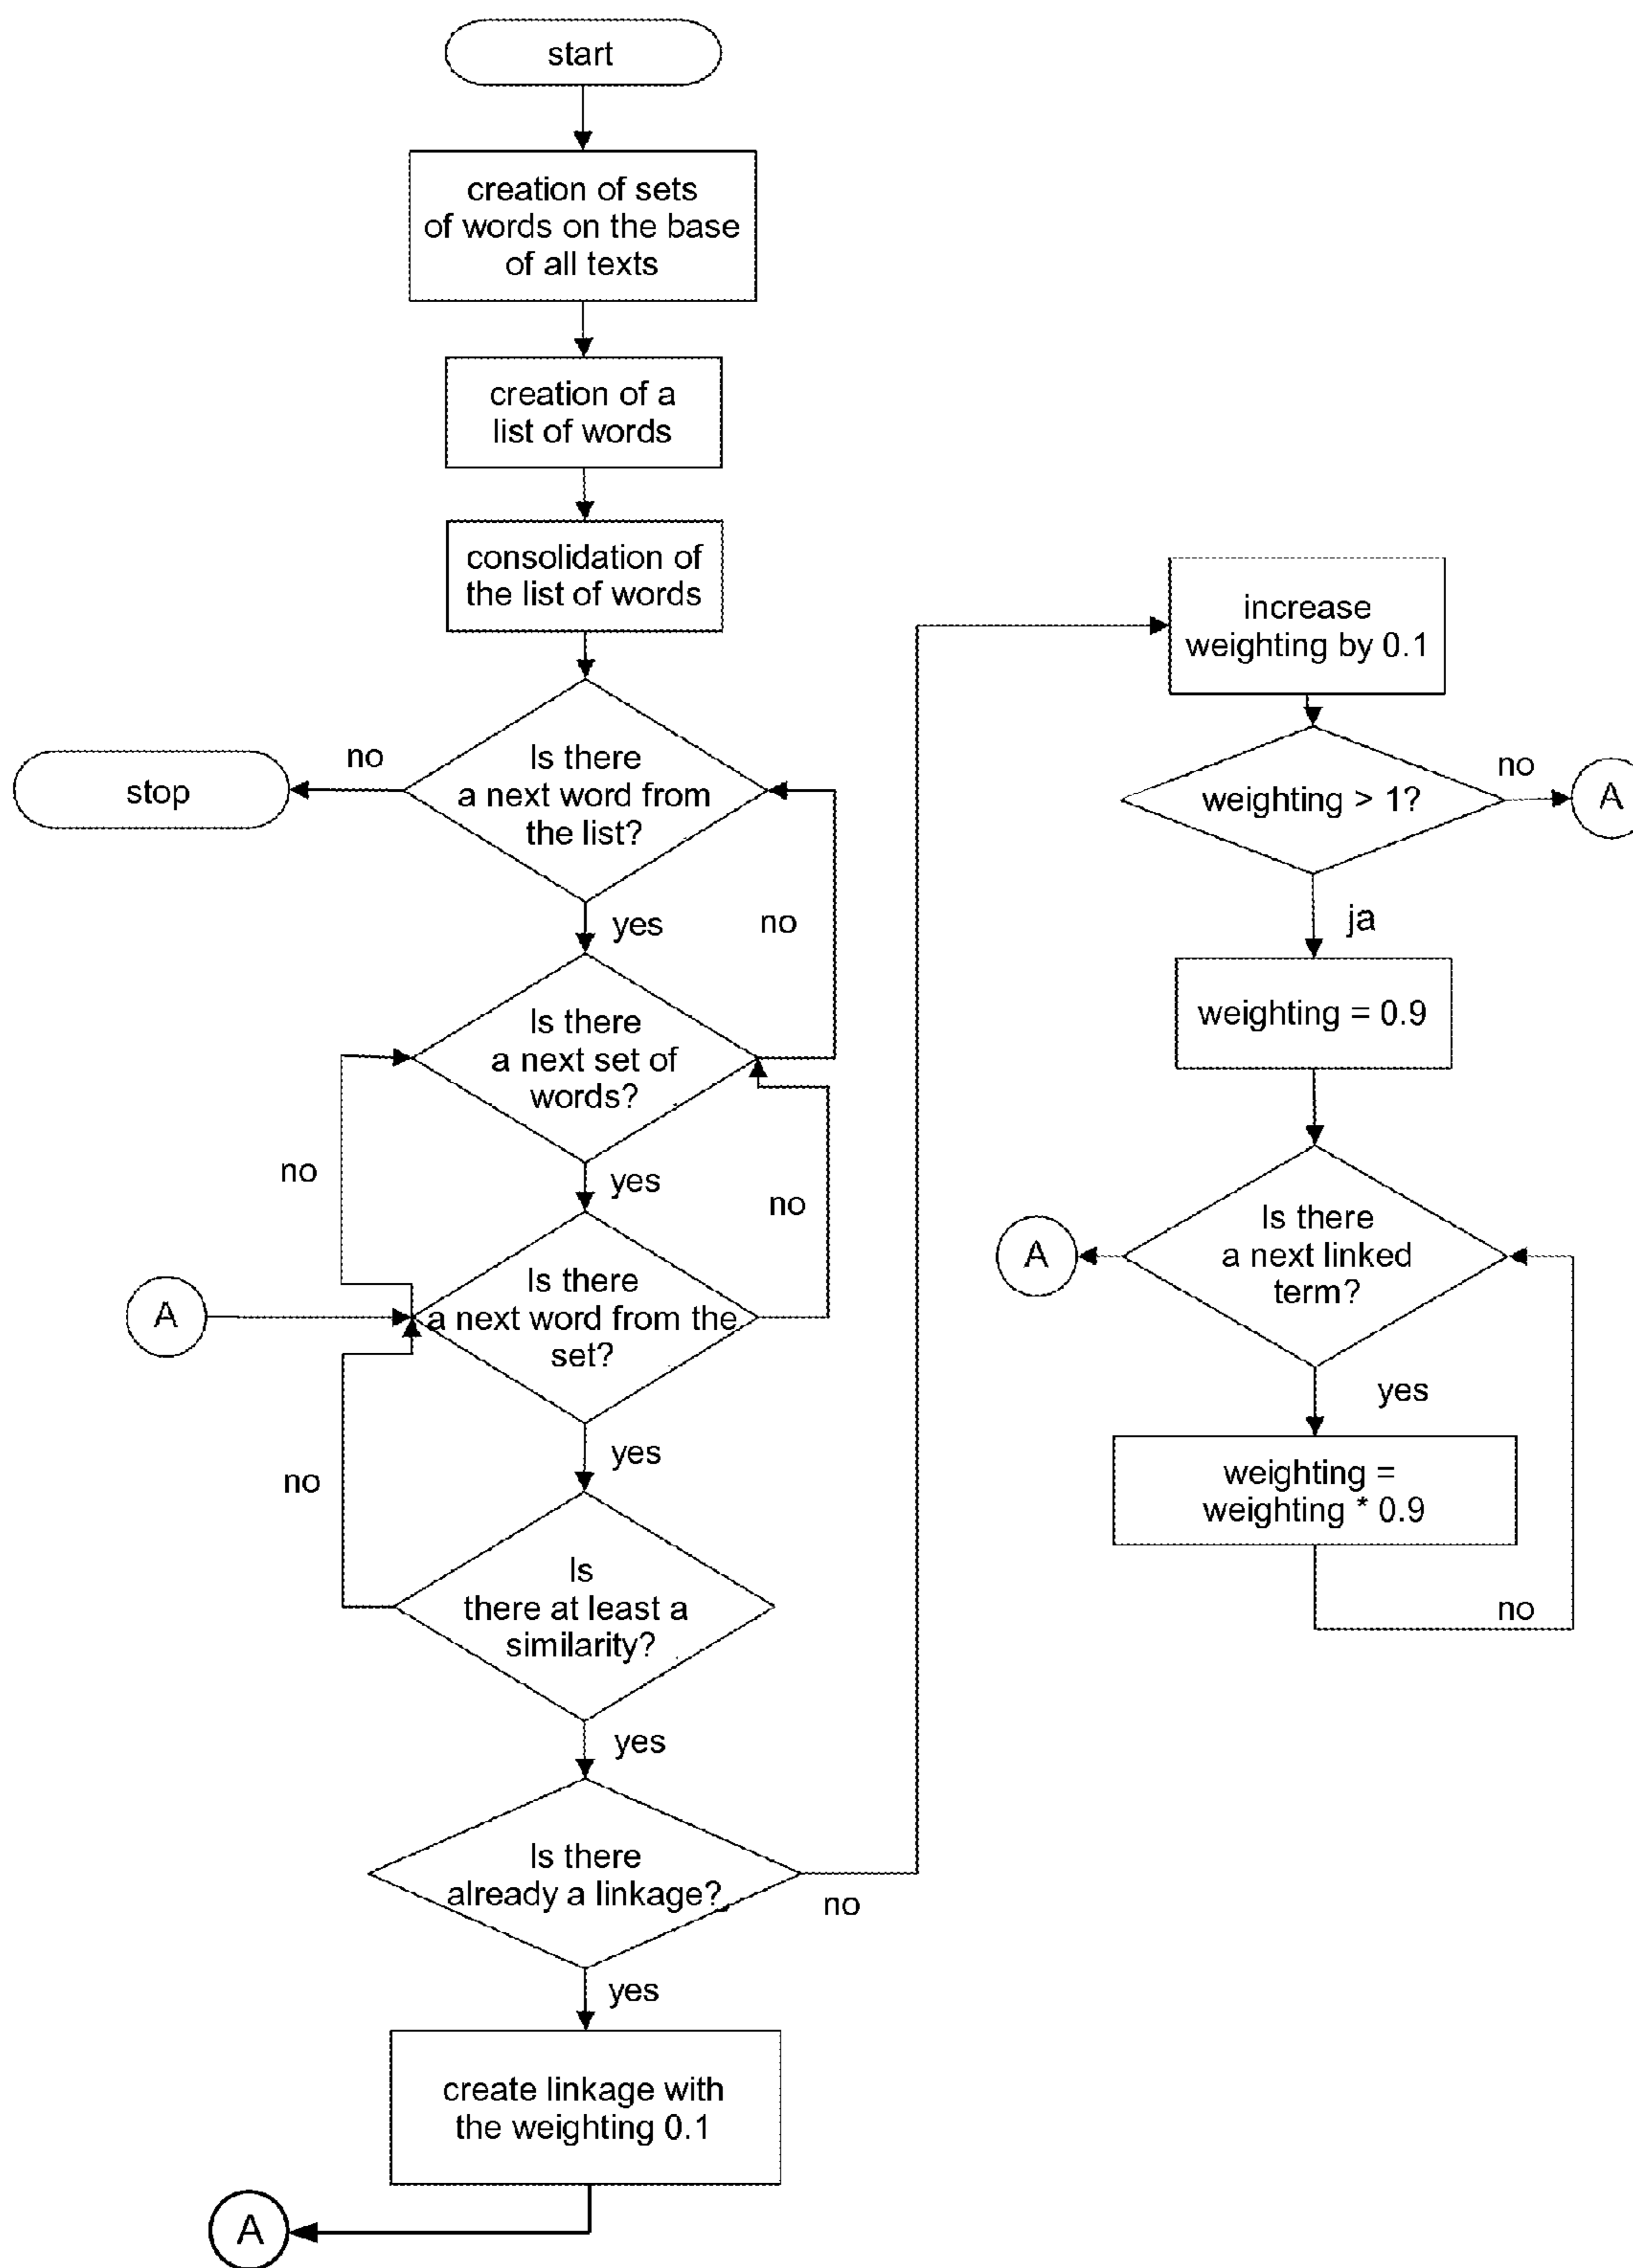 start
creation of sets
of words on the base
of all texts
creation of a
list of words
consolidation of
the list of words
Is there
a next word from
the list?
no
stop
yes
no
Is there
a next set of
words?
no
yes
no
A
Is there
a next word from the
set?
yes
no
Is
there at least a
similarity?
yes
Is there
already a linkage?
no
yes
create linkage with
the weighting 0.1
A
increase
weighting by 0.1
weighting > 1?
no
A
ja
weighting = 0.9
Is there
a next linked
term?
A
yes
weighting =
weighting * 0.9
no